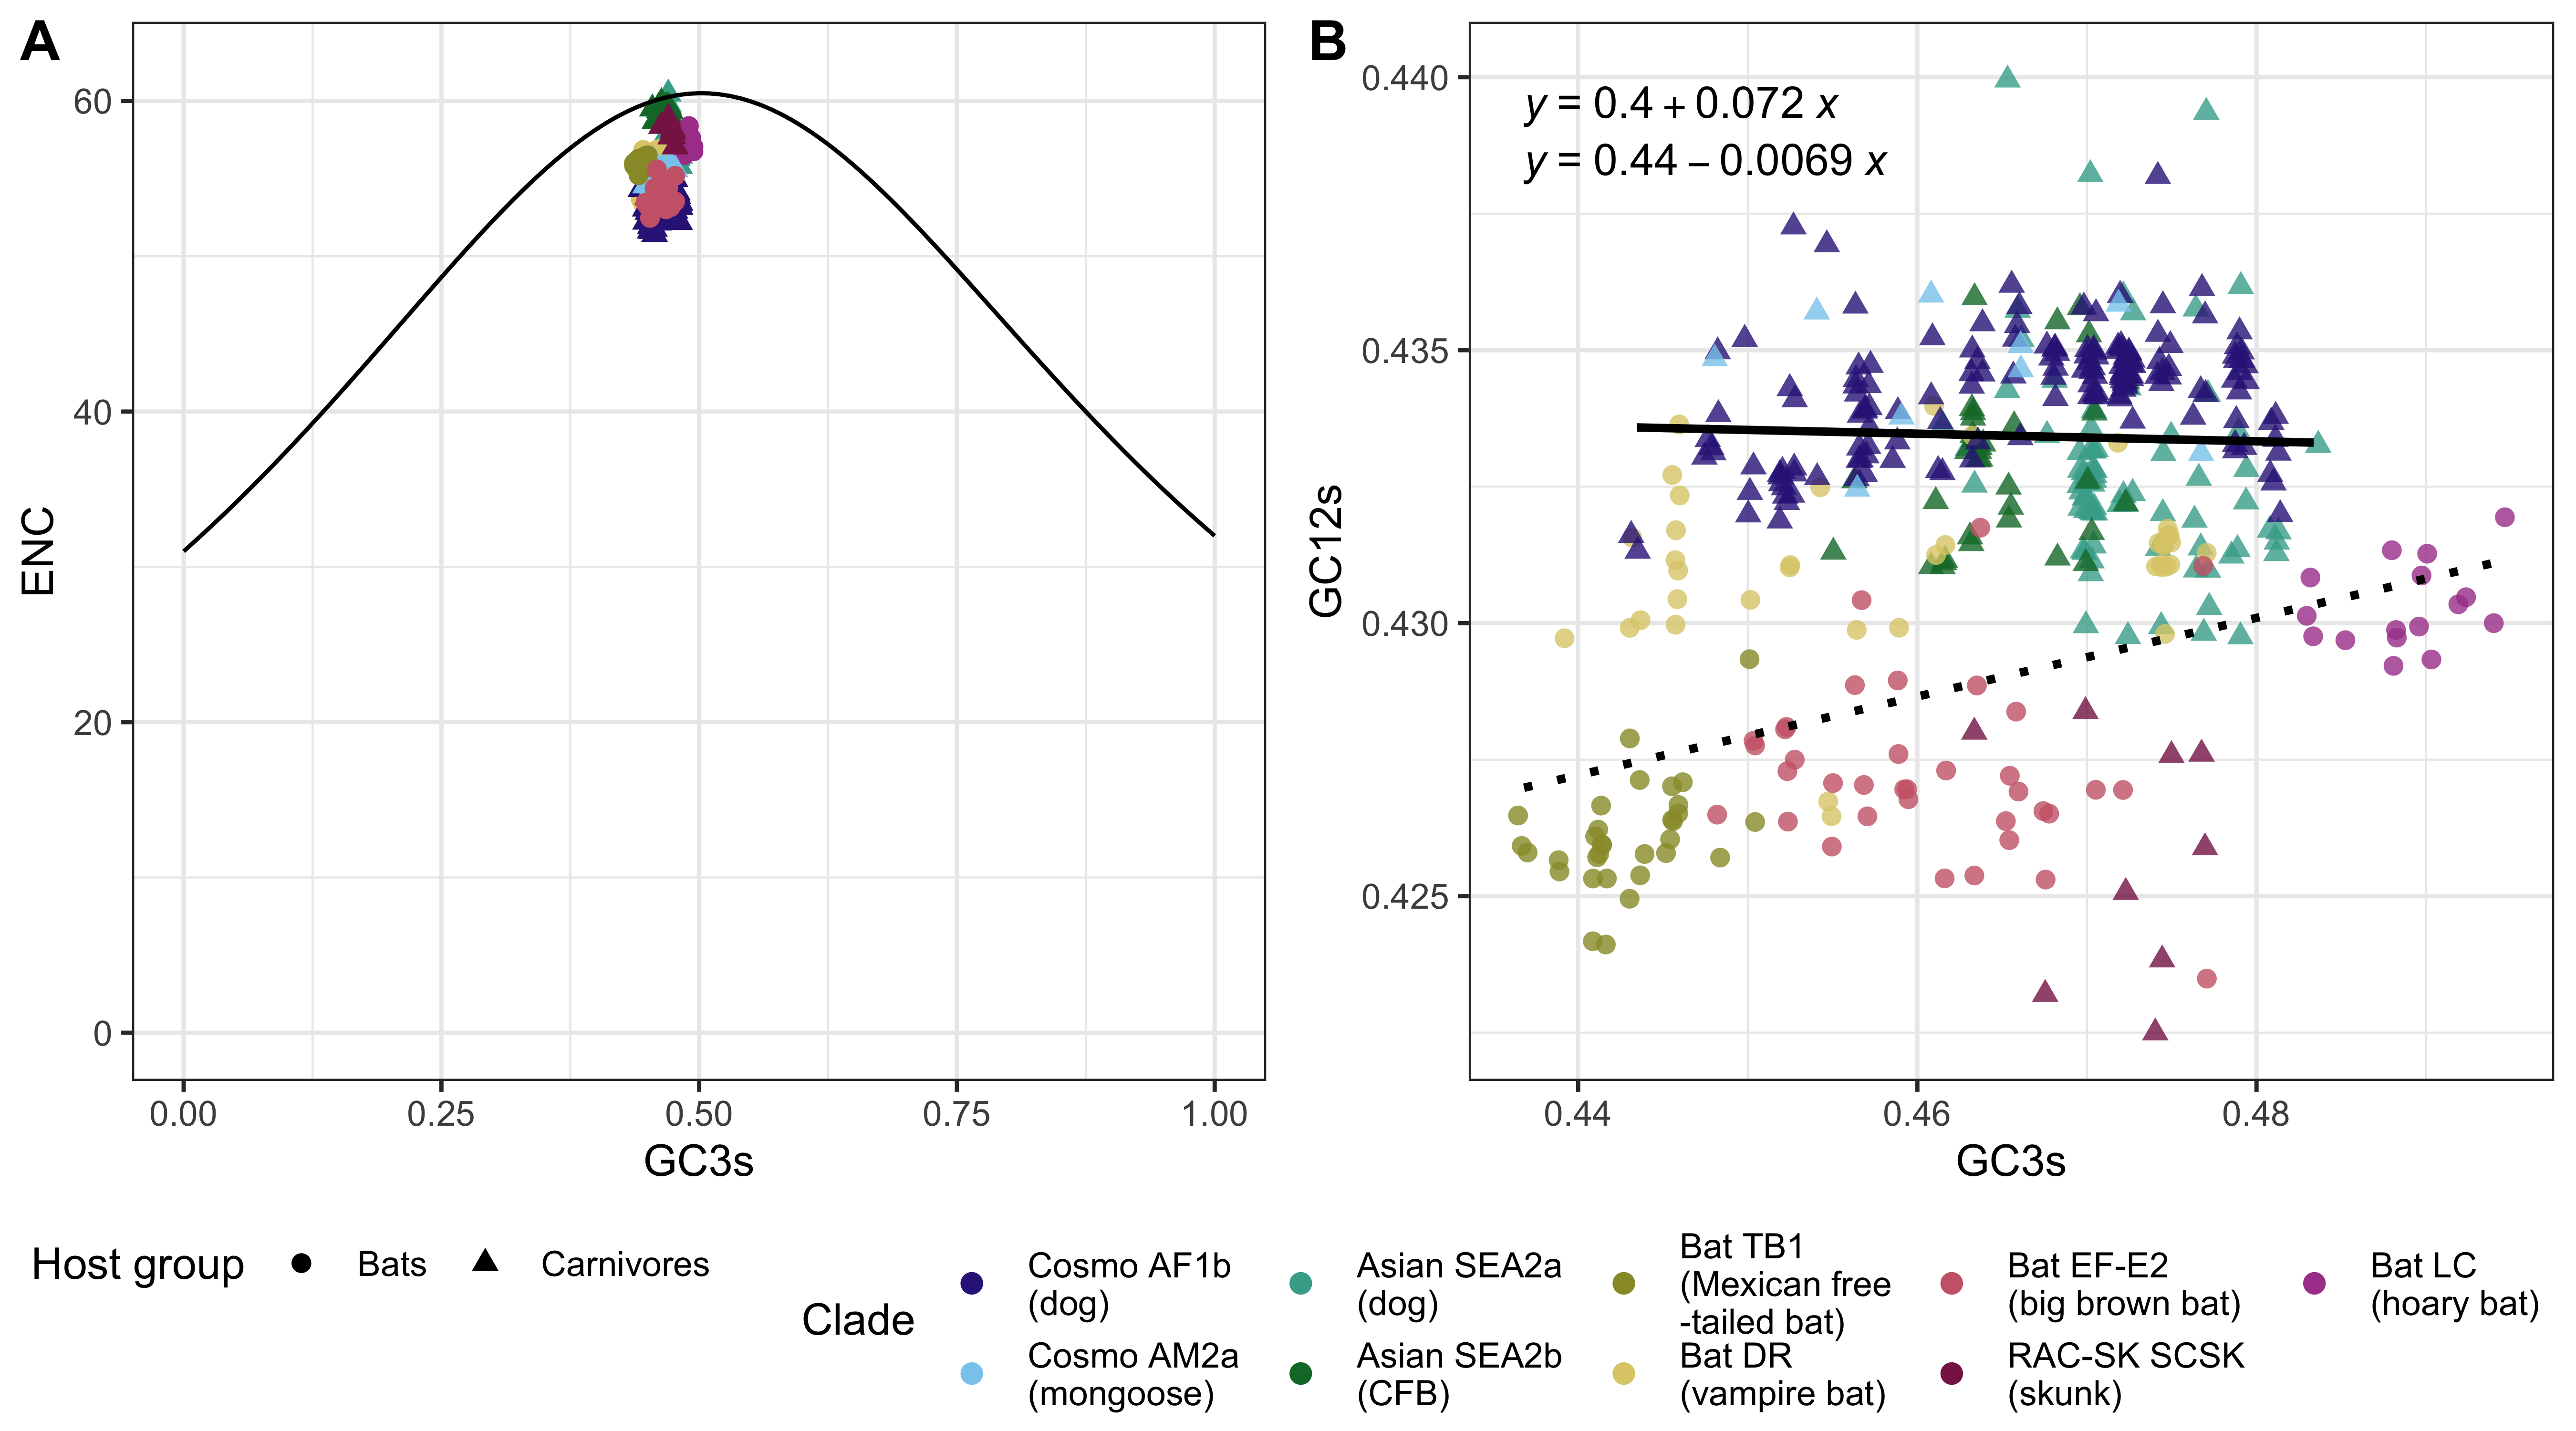 A
60
40
20
0
ENC
0.00
0.25
0.50
0.75
1.00
GC3s
B
y = 0.4 + 0.072 x
y = 0.44 – 0.0069 x
0.440
0.435
0.430
0.425
GC12s
0.44
0.46
0.48
GC3s
Host group
Bats
Carnivores
Clade
Cosmo AF1b
(dog)
Cosmo AM2a
(mongoose)
Asian SEA2a
(dog)
Asian SEA2b
(CFB)
Bat TB1
(Mexican free
-tailed bat)
Bat DR
(vampire bat)
Bat EF-E2
(big brown bat)
RAC-SK SCSK
(skunk)
Bat LC
(hoary bat)